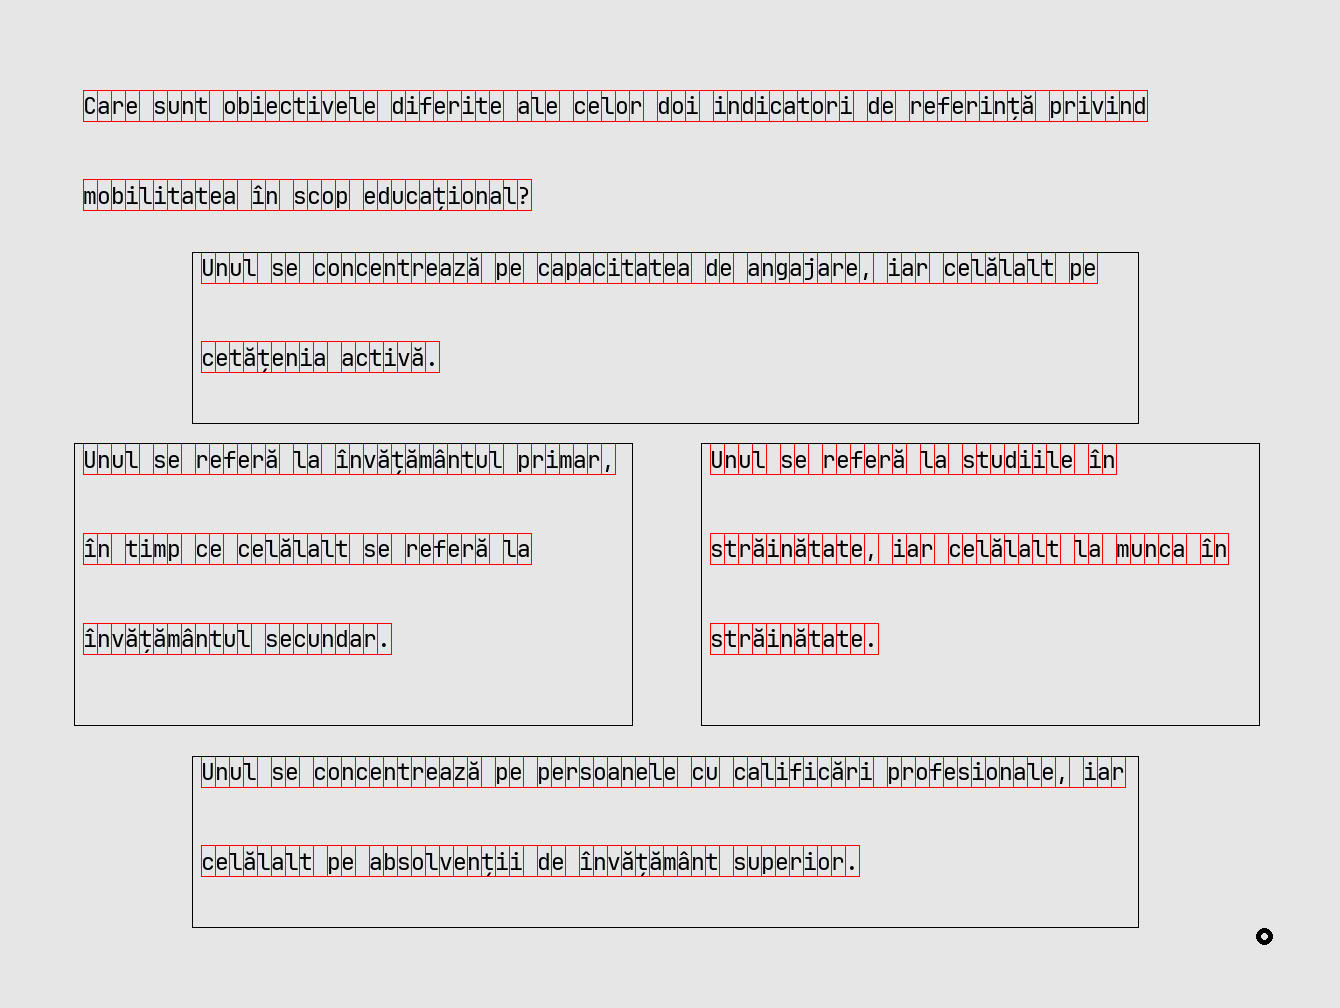 Care sunt obiectivele diferite ale celor doi indicatori de referință privind
mobilitatea în scop educațional?
Unul se concentrează pe capacitatea de angajare, iar celălalt pe
cetățenia activă.
Unul se referă la învățământul primar,
în timp ce celălalt se referă la
învățământul secundar.
Unul se referă la studiile în
străinătate, iar celălalt la munca în
străinătate.
Unul se concentrează pe persoanele cu calificări profesionale, iar
celălalt pe absolvenții de învățământ superior.